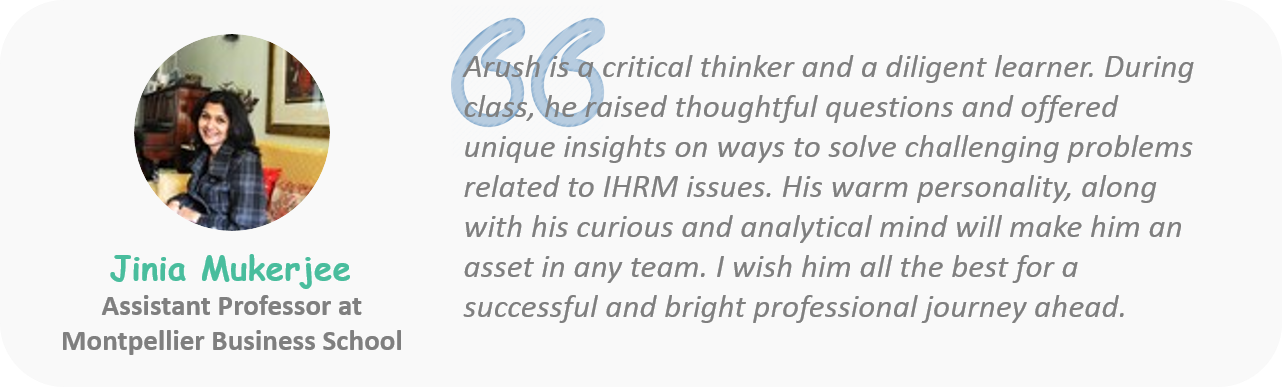 Jinia Mukerjee
Assistant Professor at
Montpellier Business School
Arush is a critical thinker and a diligent learner. During
class, he raised thoughtful questions and offered
unique insights on ways to solve challenging problems
related to IHRM issues. His warm personality, along
with his curious and analytical mind will make him an
asset in any team. I wish him all the best for a
successful and bright professional journey ahead.